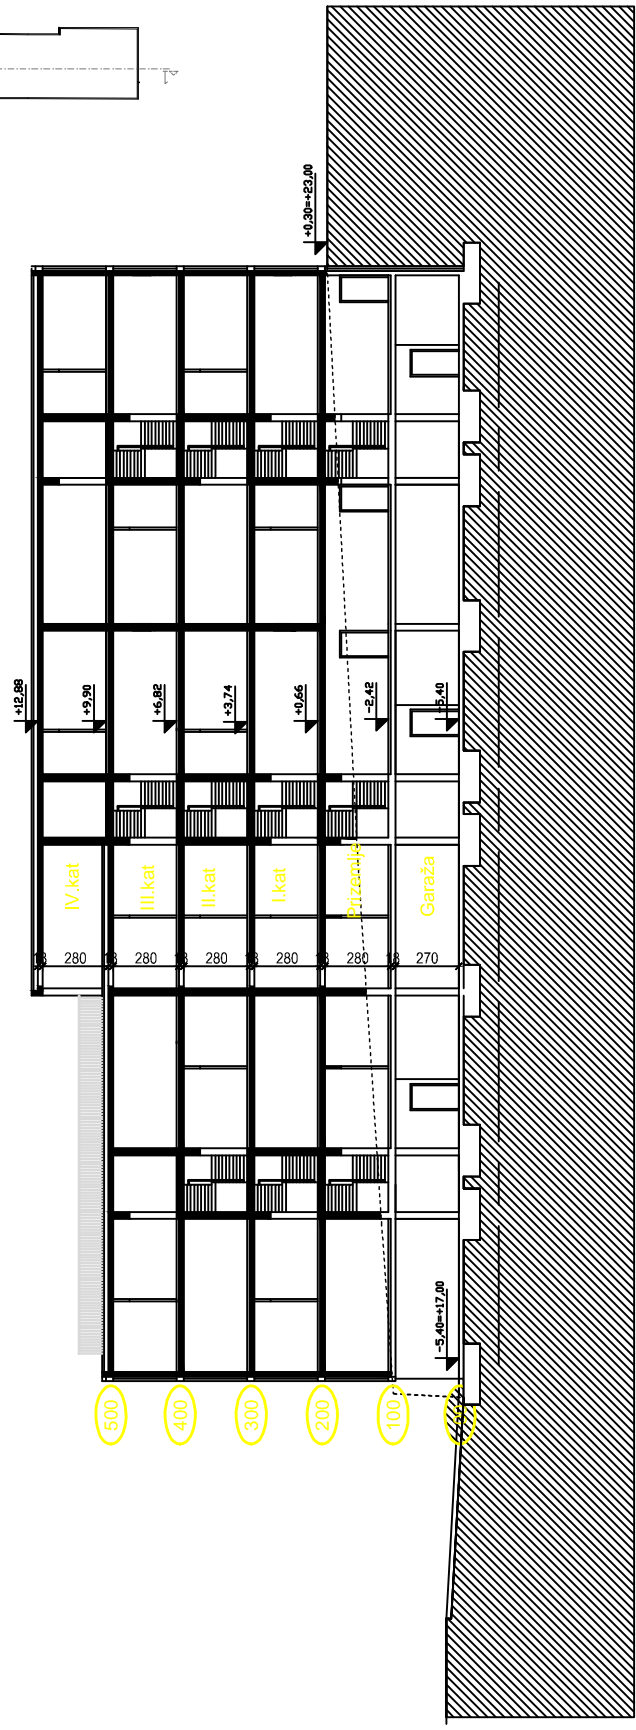 +0,30=+23,00
+12,88
+9,90
+6,82
+3,74
+0,66
-2,42
-5,40
IV.kat
III.kat
II.kat
I.kat
Prizemlje
Garaža
18 280 18 280 18 280 18 280 18 280 18 270
-5,40=+17,00
500
400
300
200
100